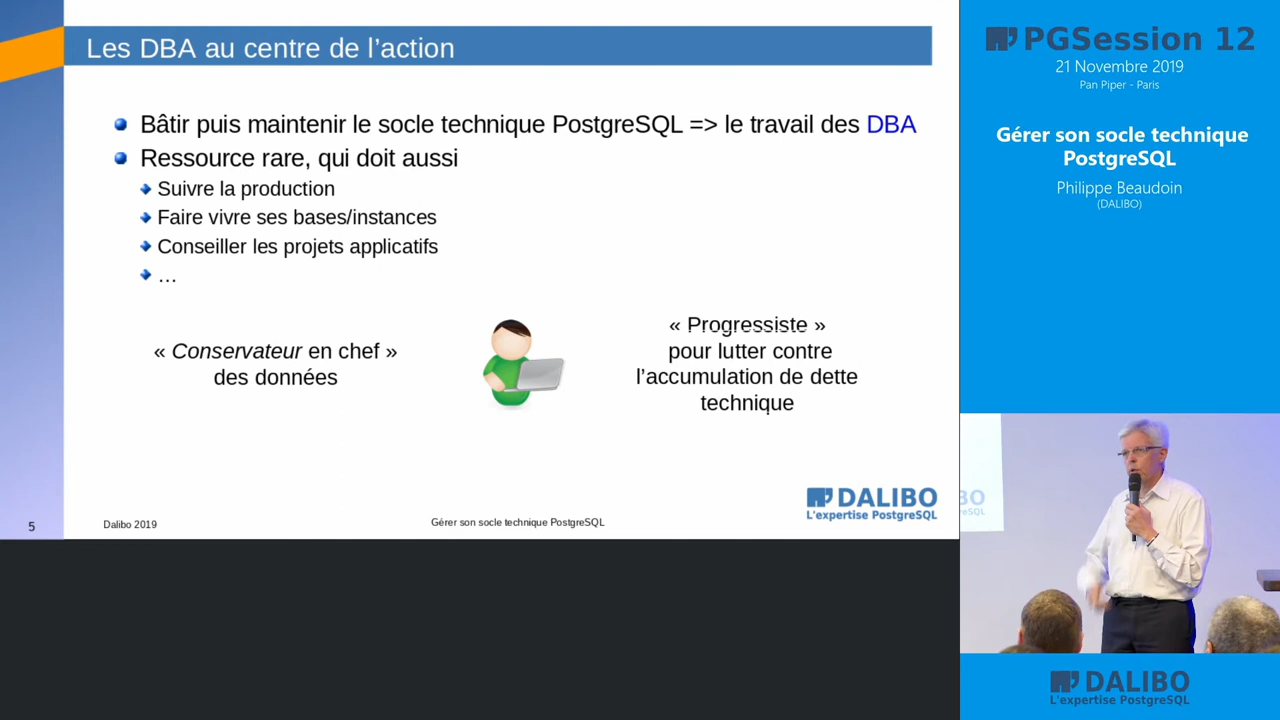 Les DBA au centre de l’action
Bâtir puis maintenir le socle technique PostgreSQL => le travail des DBA
Ressource rare, qui doit aussi
Suivre la production
Faire vivre ses bases/instances
Conseiller les projets applicatifs
…
« Conservateur en chef »
des données
« Progressiste »
pour lutter contre
l’accumulation de dette
technique
DALIBO
L'expertise PostgreSQL
5
Dalibo 2019
Gérer son socle technique PostgreSQL
PGSession 12
21 Novembre 2019
Pan Piper - Paris
Gérer son socle technique
PostgreSQL
Philippe Beaudoin
(DALIBO)
BO
eSQL
DALIBO
L'expertise PostgreSQL